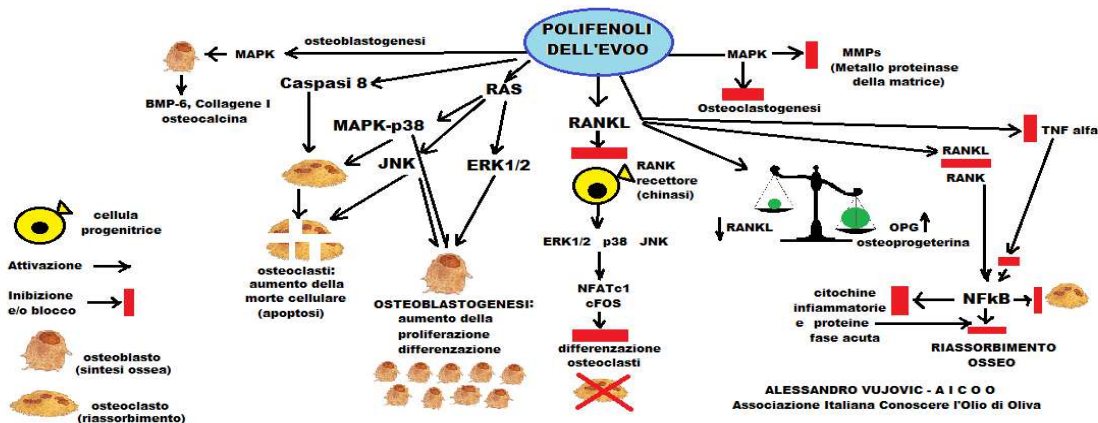 POLIFENOLI
DELL'EVOO
osteoblastogenesi
MAPK
BMP-6, Collagene I
osteocalcina
Caspasi 8
RAS
MAPK-p38
JNK
ERK1/2
osteoclasti:
aumento della
morte cellulare
(apoptosi)
OSTEOBLASTOGENESI:
aumento della
proliferazione
differenzazione
RANKL
RANK
recettore
(chinasi)
ERK1/2 p38 JNK
NFATc1
cFOS
differenzazione
osteoclasti
MAPK
MMPs
(Metallo proteinase
della matrice)
Osteoclastogenesi
TNF alfa
RANKL
RANK
RANKL
OPG
osteoprogeterina
NFkB
citochine
infiammatorie
e proteine
fase acuta
RIASSORBIMENTO
OSSEO
cellula
progenitrice
Attivazione
Inibizione
e/o blocco
osteoblasto
(sintesi ossea)
osteoclasto
(riassorbimento)
ALESSANDRO VUJOVIC - A I C O O
Associazione Italiana Conoscere l'Olio di Oliva